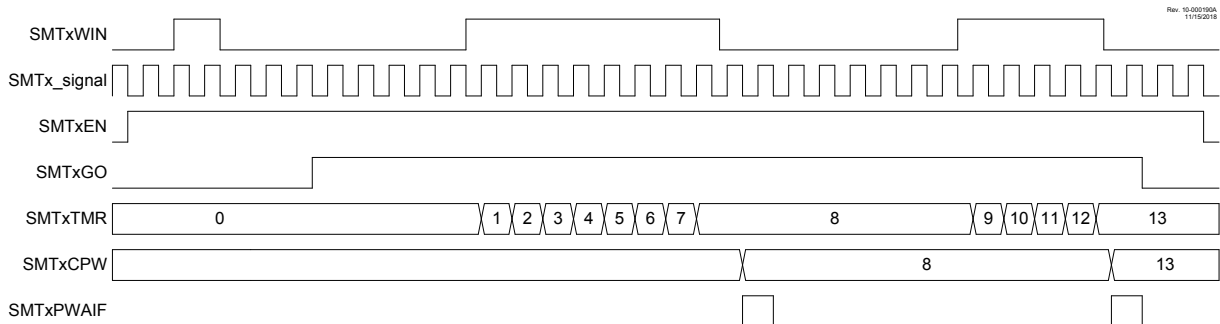 Rev. 10-000190A
11/15/2018
SMTxWIN
SMTx_signal
SMTxEN
SMTxGO
SMTxTMR 0 1 2 3 4 5 6 7 8 9 10 11 12 13
SMTxCPW 8 13
SMTxPWAIF